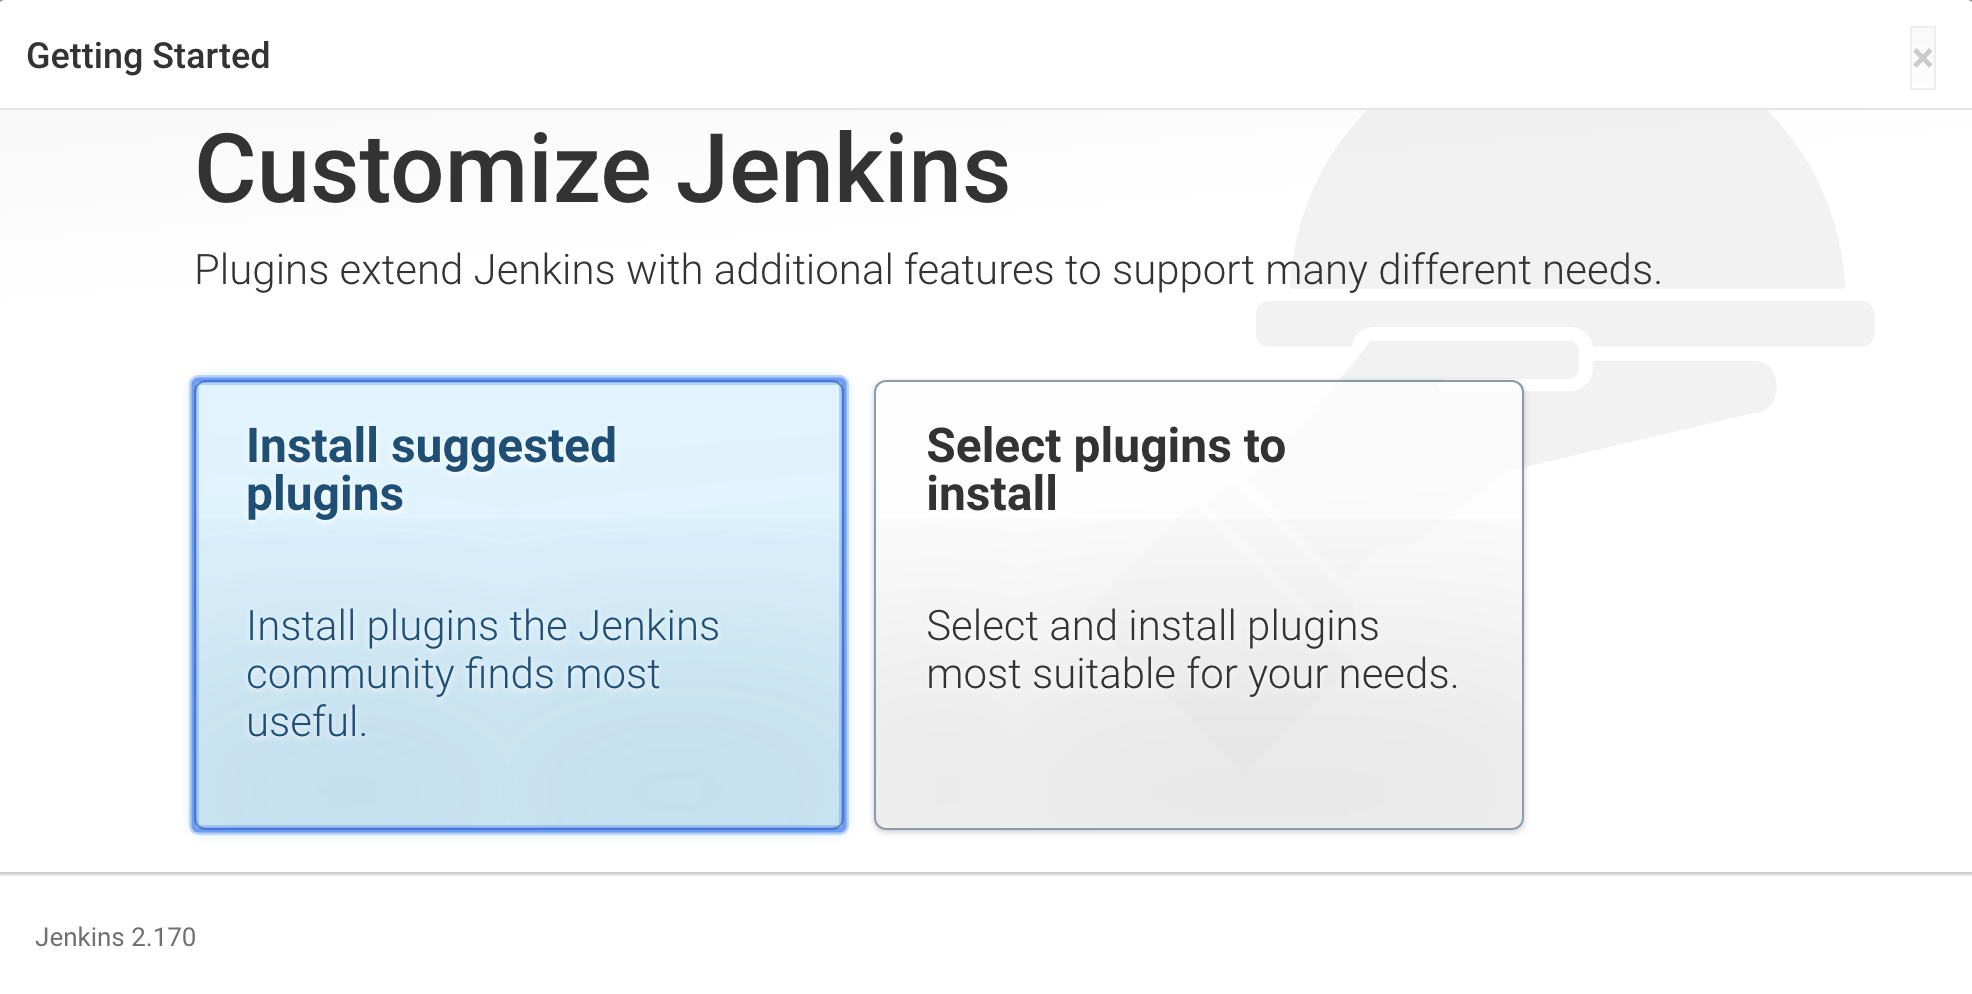 Getting Started
×
Customize Jenkins
Plugins extend Jenkins with additional features to support many different needs.
Install suggested
plugins
Install plugins the Jenkins
community finds most
useful.
Select plugins to
install
Select and install plugins
most suitable for your needs.
Jenkins 2.170